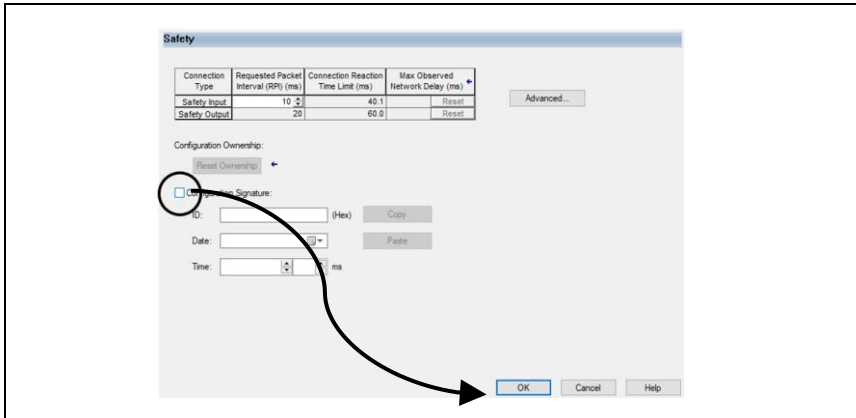 Safety
Connection Type Requested Packet Interval (RPI) (ms) Connection Reaction Time Limit (ms) Max Observed Network Delay (ms)
Safety Input 10 40.1 Reset
Safety Output 20 60.0 Reset
Advanced...
Configuration Ownership:
Reset Ownership
Configuration Signature:
ID: (Hex) Copy
Date: Paste
Time: ms
OK Cancel Help